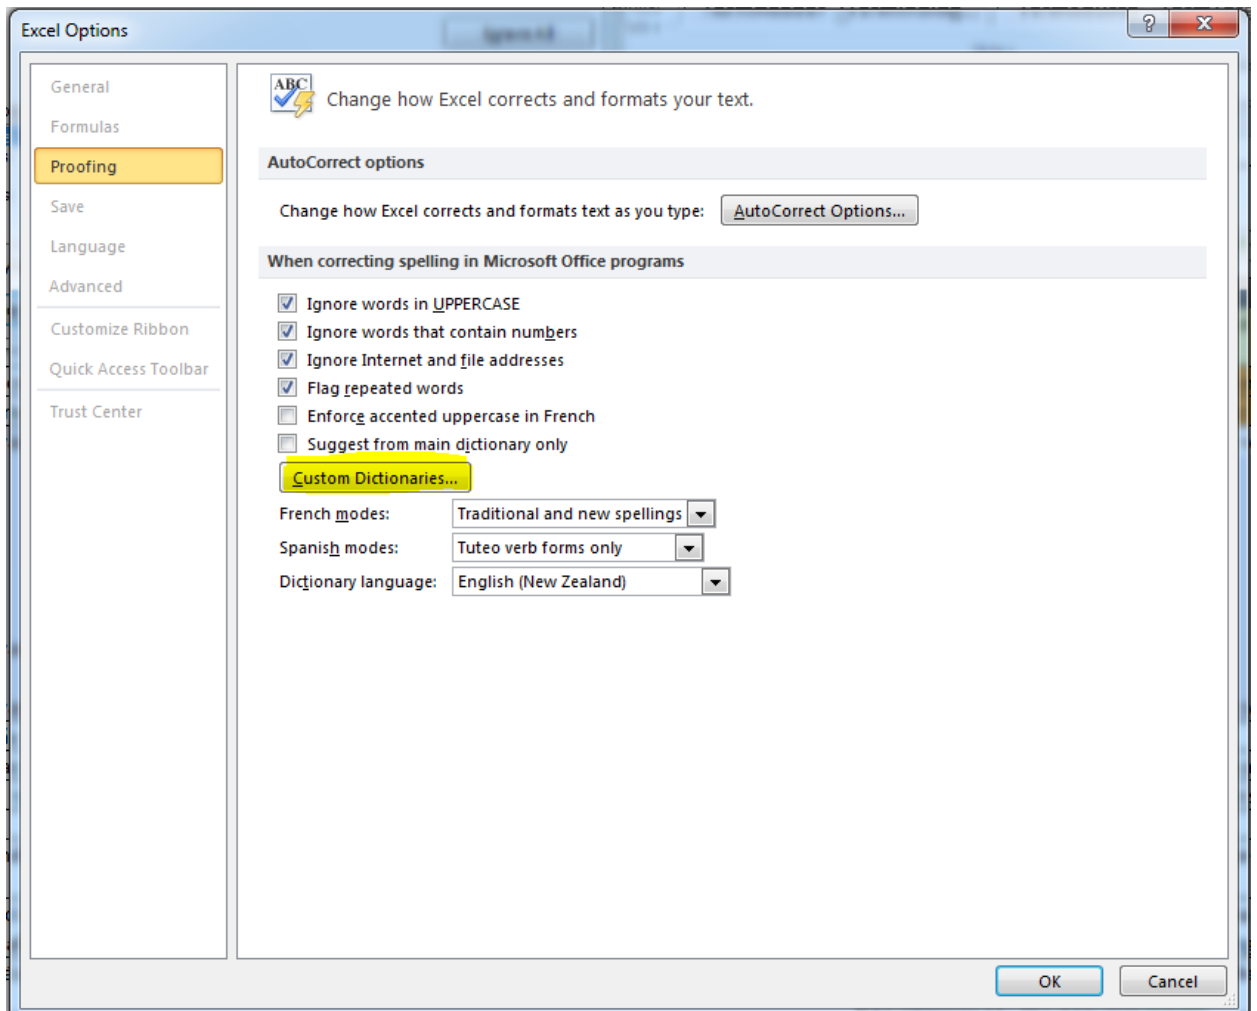 Excel Options
General
Formulas
Proofing
Save
Language
Advanced
Customize Ribbon
Quick Access Toolbar
Trust Center
ABC
Change how Excel corrects and formats your text.
AutoCorrect options
Change how Excel corrects and formats text as you type: AutoCorrect Options...
When correcting spelling in Microsoft Office programs
Ignore words in UPPERCASE
Ignore words that contain numbers
Ignore Internet and file addresses
Flag repeated words
Enforce accented uppercase in French
Suggest from main dictionary only
Custom Dictionaries...
French modes: Traditional and new spellings
Spanish modes: Tuteo verb forms only
Dictionary language: English (New Zealand)
OK Cancel